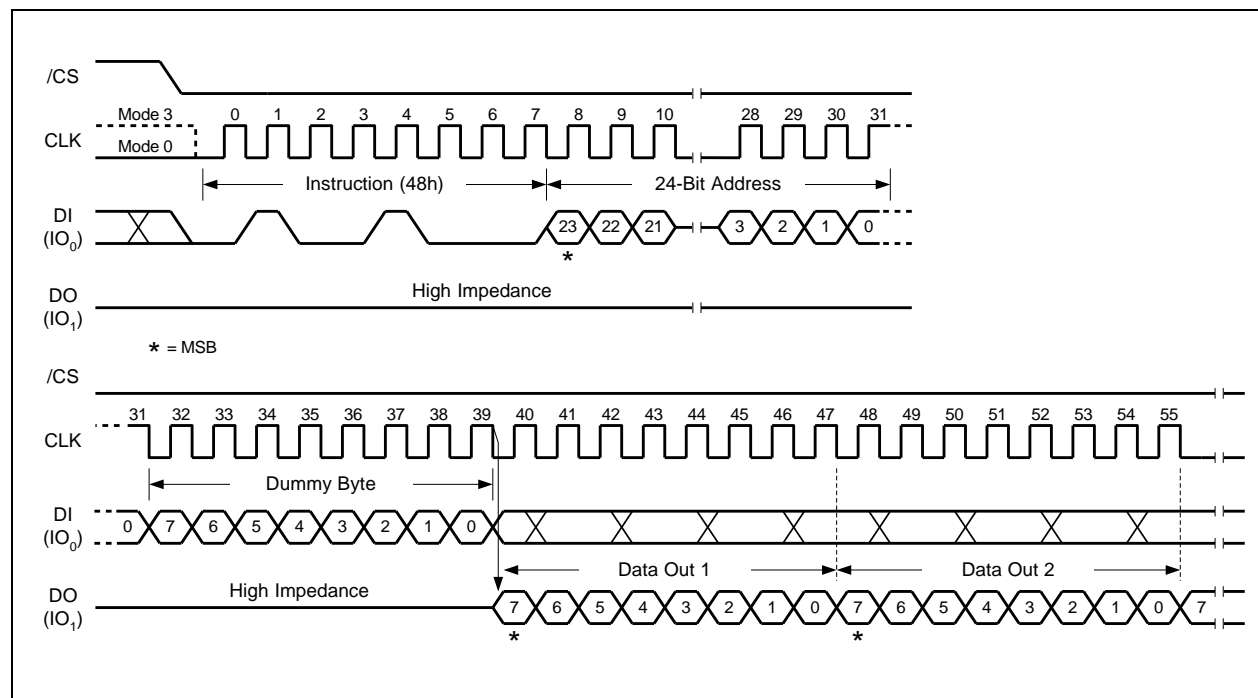 /CS
Mode 3 0 1 2 3 4 5 6 7 8 9 10 28 29 30 31
CLK
Mode 0
Instruction (48h) 24-Bit Address
DI
(IO0)
23 22 21 3 2 1 0
*
High Impedance
DO
(IO1)
* = MSB
/CS
31 32 33 34 35 36 37 38 39 40 41 42 43 44 45 46 47 48 49 50 51 52 53 54 55
CLK
Dummy Byte
DI
(IO0)
0 7 6 5 4 3 2 1 0
Data Out 1 Data Out 2
High Impedance
DO
(IO1)
7 6 5 4 3 2 1 0 7 6 5 4 3 2 1 0 7
* *